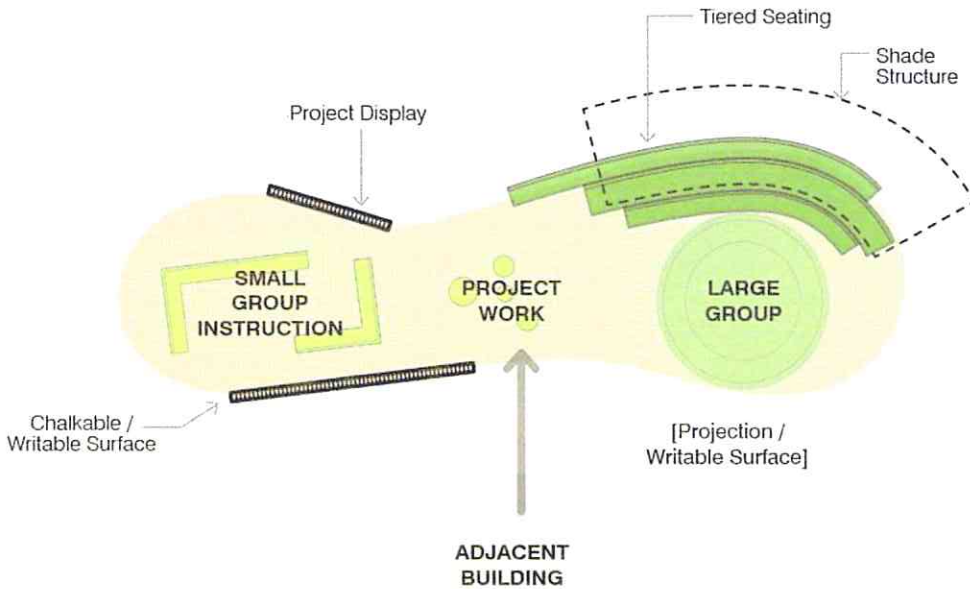 Tiered Seating
Shade
Structure
Project Display
SMALL
GROUP
INSTRUCTION
PROJECT
WORK
LARGE
GROUP
Chalkable /
Writable Surface
[Projection /
Writable Surface]
ADJACENT
BUILDING